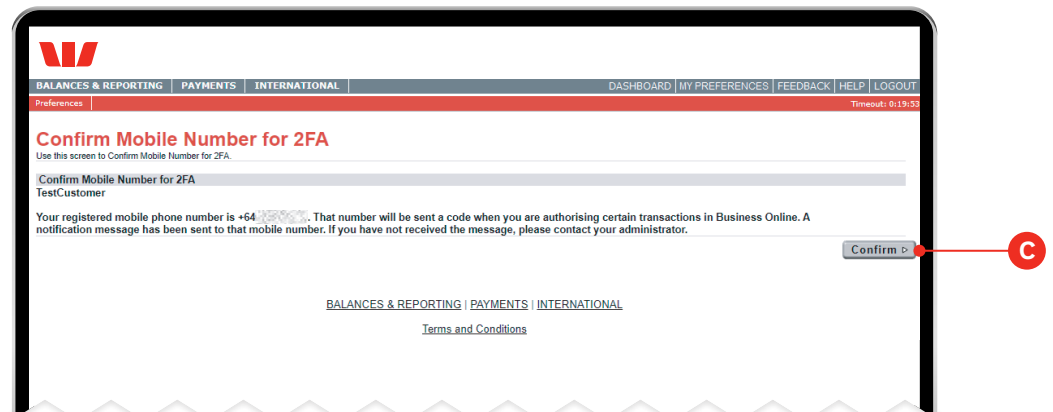 BALANCES & REPORTING PAYMENTS INTERNATIONAL DASHBOARD MY PREFERENCES FEEDBACK HELP LOGOUT
Preferences Timeout: 0:19:53
Confirm Mobile Number for 2FA
Use this screen to Confirm Mobile Number for 2FA.
Confirm Mobile Number for 2FA
TestCustomer
Your registered mobile phone number is +64 . That number will be sent a code when you are authorising certain transactions in Business Online. A
notification message has been sent to that mobile number. If you have not received the message, please contact your administrator.
Confirm
C
BALANCES & REPORTING | PAYMENTS | INTERNATIONAL
Terms and Conditions